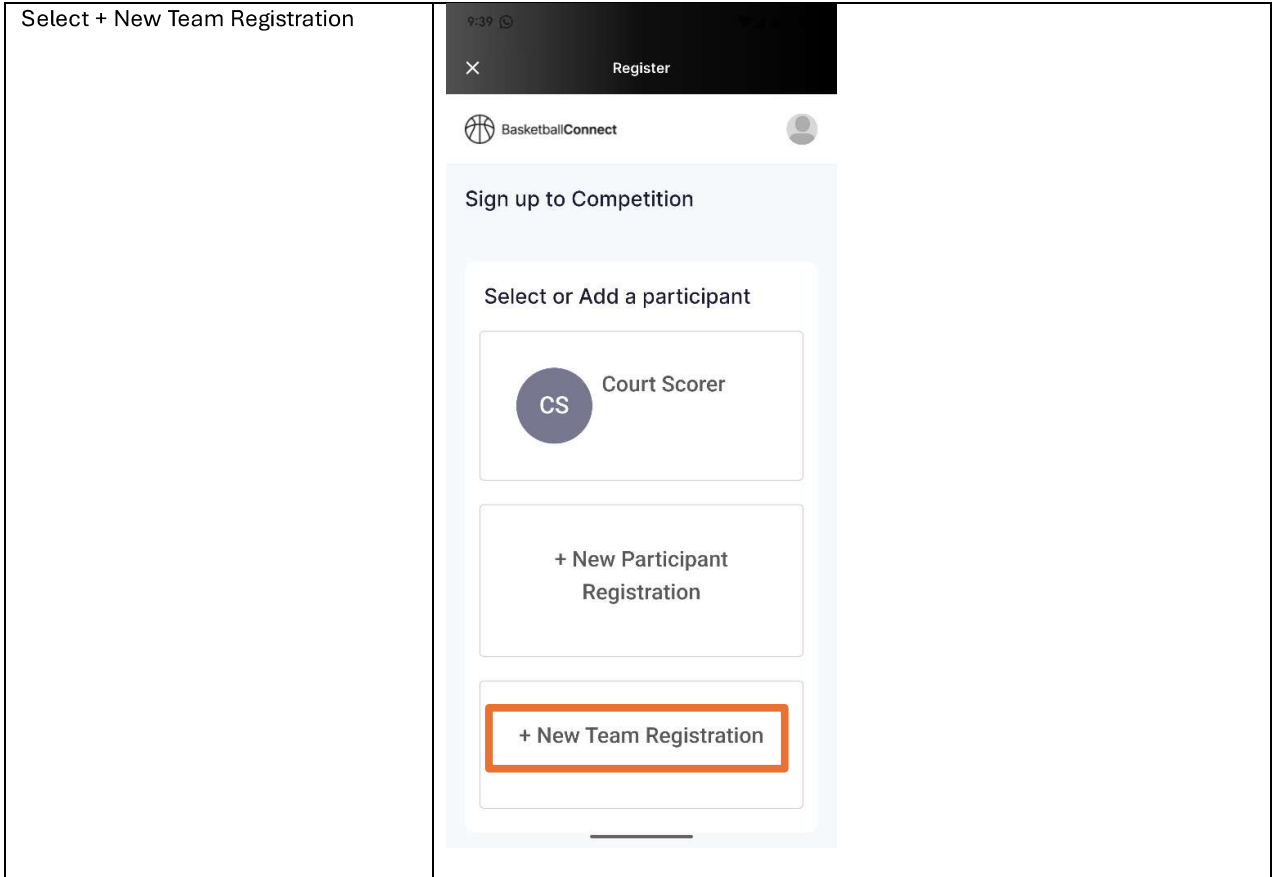 Select + New Team Registration
9:39
Register
BasketballConnect
Sign up to Competition
Select or Add a participant
CS
Court Scorer
+ New Participant
Registration
+ New Team Registration